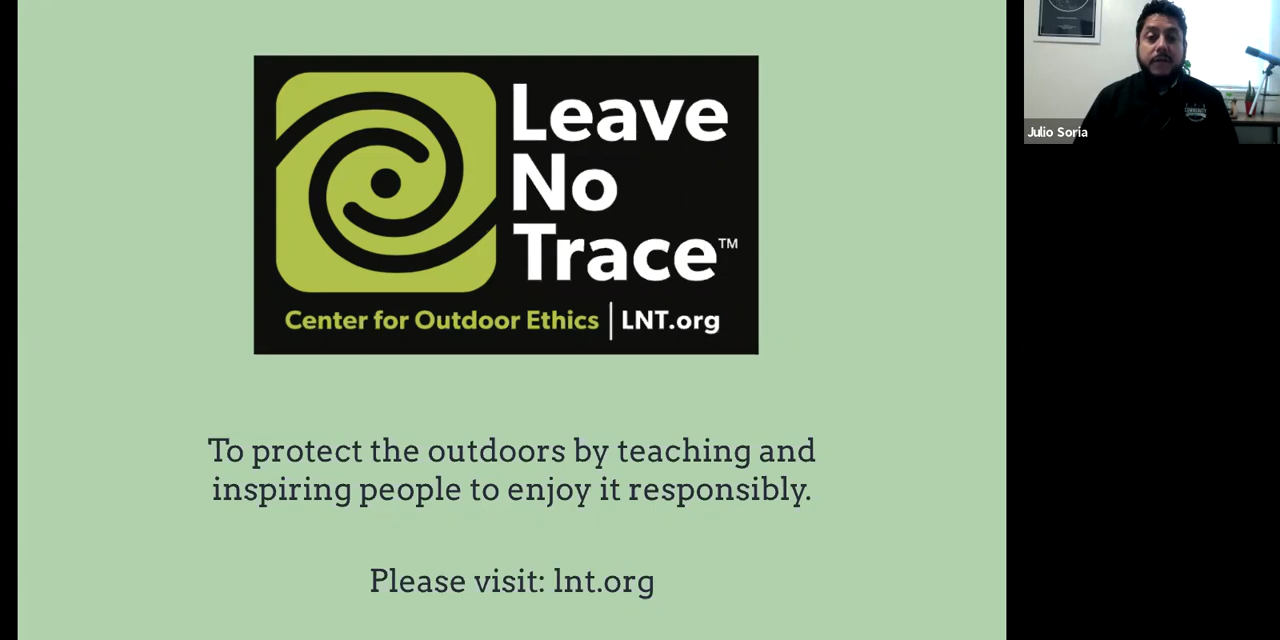 Leave
No
Trace™
Center for Outdoor Ethics | LNT.org
To protect the outdoors by teaching and
inspiring people to enjoy it responsibly.
Please visit: lnt.org
Julio Soria
COMMUNITY